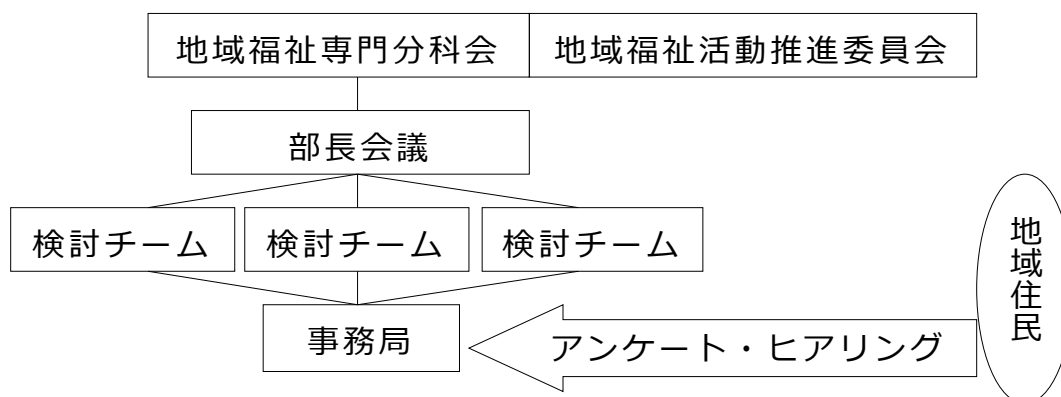 地域福祉専門分科会
地域福祉活動推進委員会
部長会議
検討チーム
検討チーム
検討チーム
事務局
アンケート・ヒアリング
地域住民